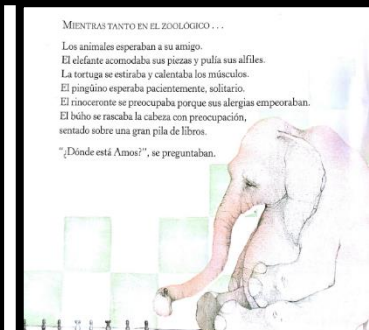 MIENTRAS TANTO EN EL ZOOLÓGICO . . .
Los animales esperaban a su amigo.
El elefante acomodaba sus piezas y pulía sus alfiles.
La tortuga se estiraba y calentaba los músculos.
El pingüino esperaba pacientemente, solitario.
El rinoceronte se preocupaba porque sus alergias empeoraban.
El búho se rascaba la cabeza con preocupación,
sentado sobre una gran pila de libros.
"¿Dónde está Amos?", se preguntaban.